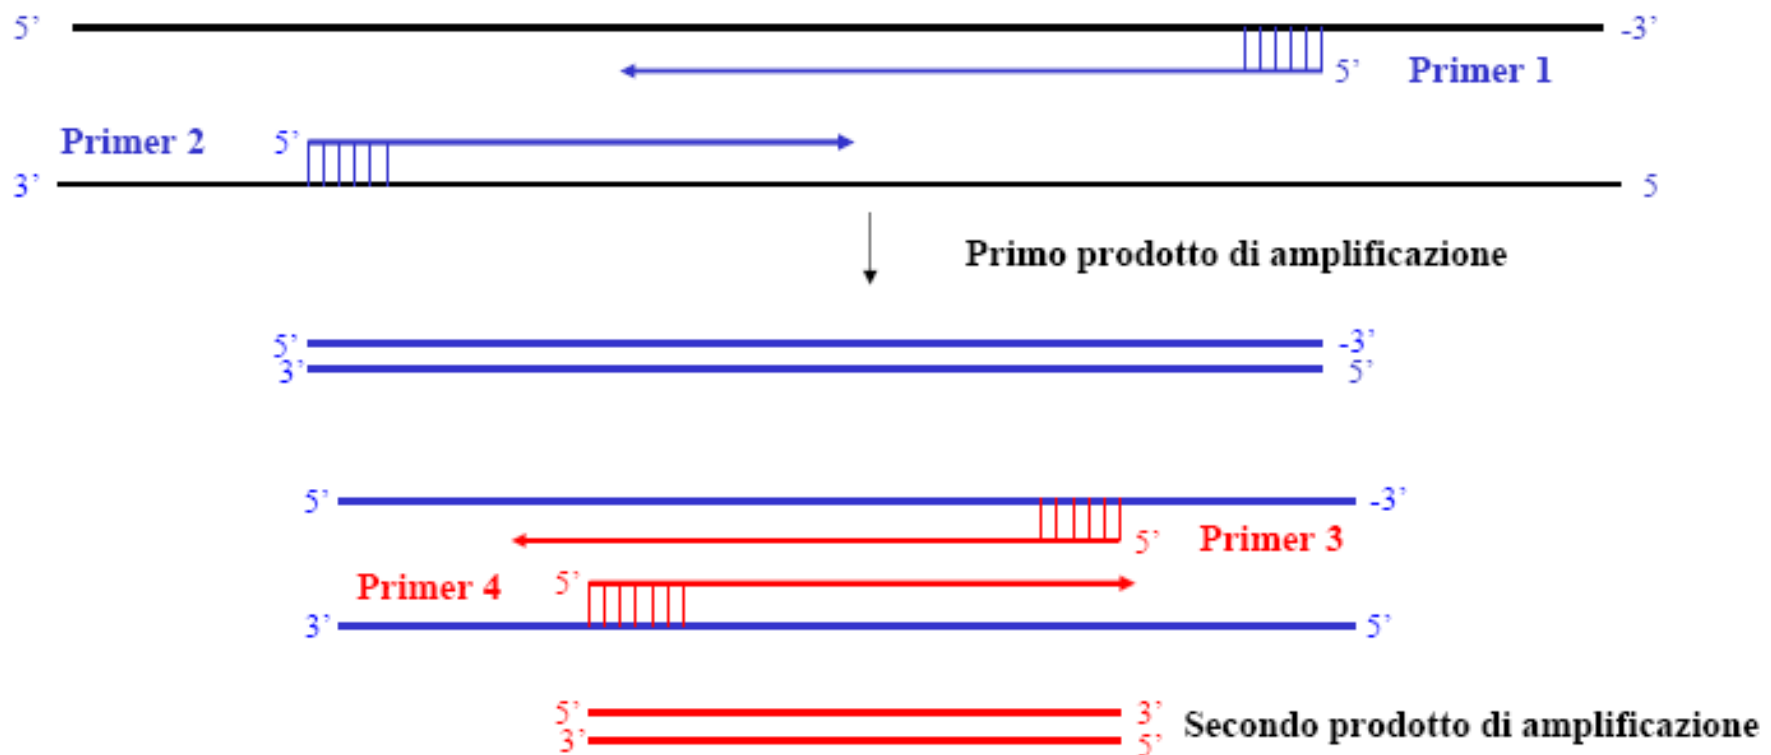 5’ -3’
5’ Primer 1
Primer 2 5’
3’ 5
Primo prodotto di amplificazione
5’ -3’
3’ 5’
5’ -3’
5’ Primer 3
Primer 4 5’
3’ 5’
5’ 3’ Secondo prodotto di amplificazione
3’ 5’